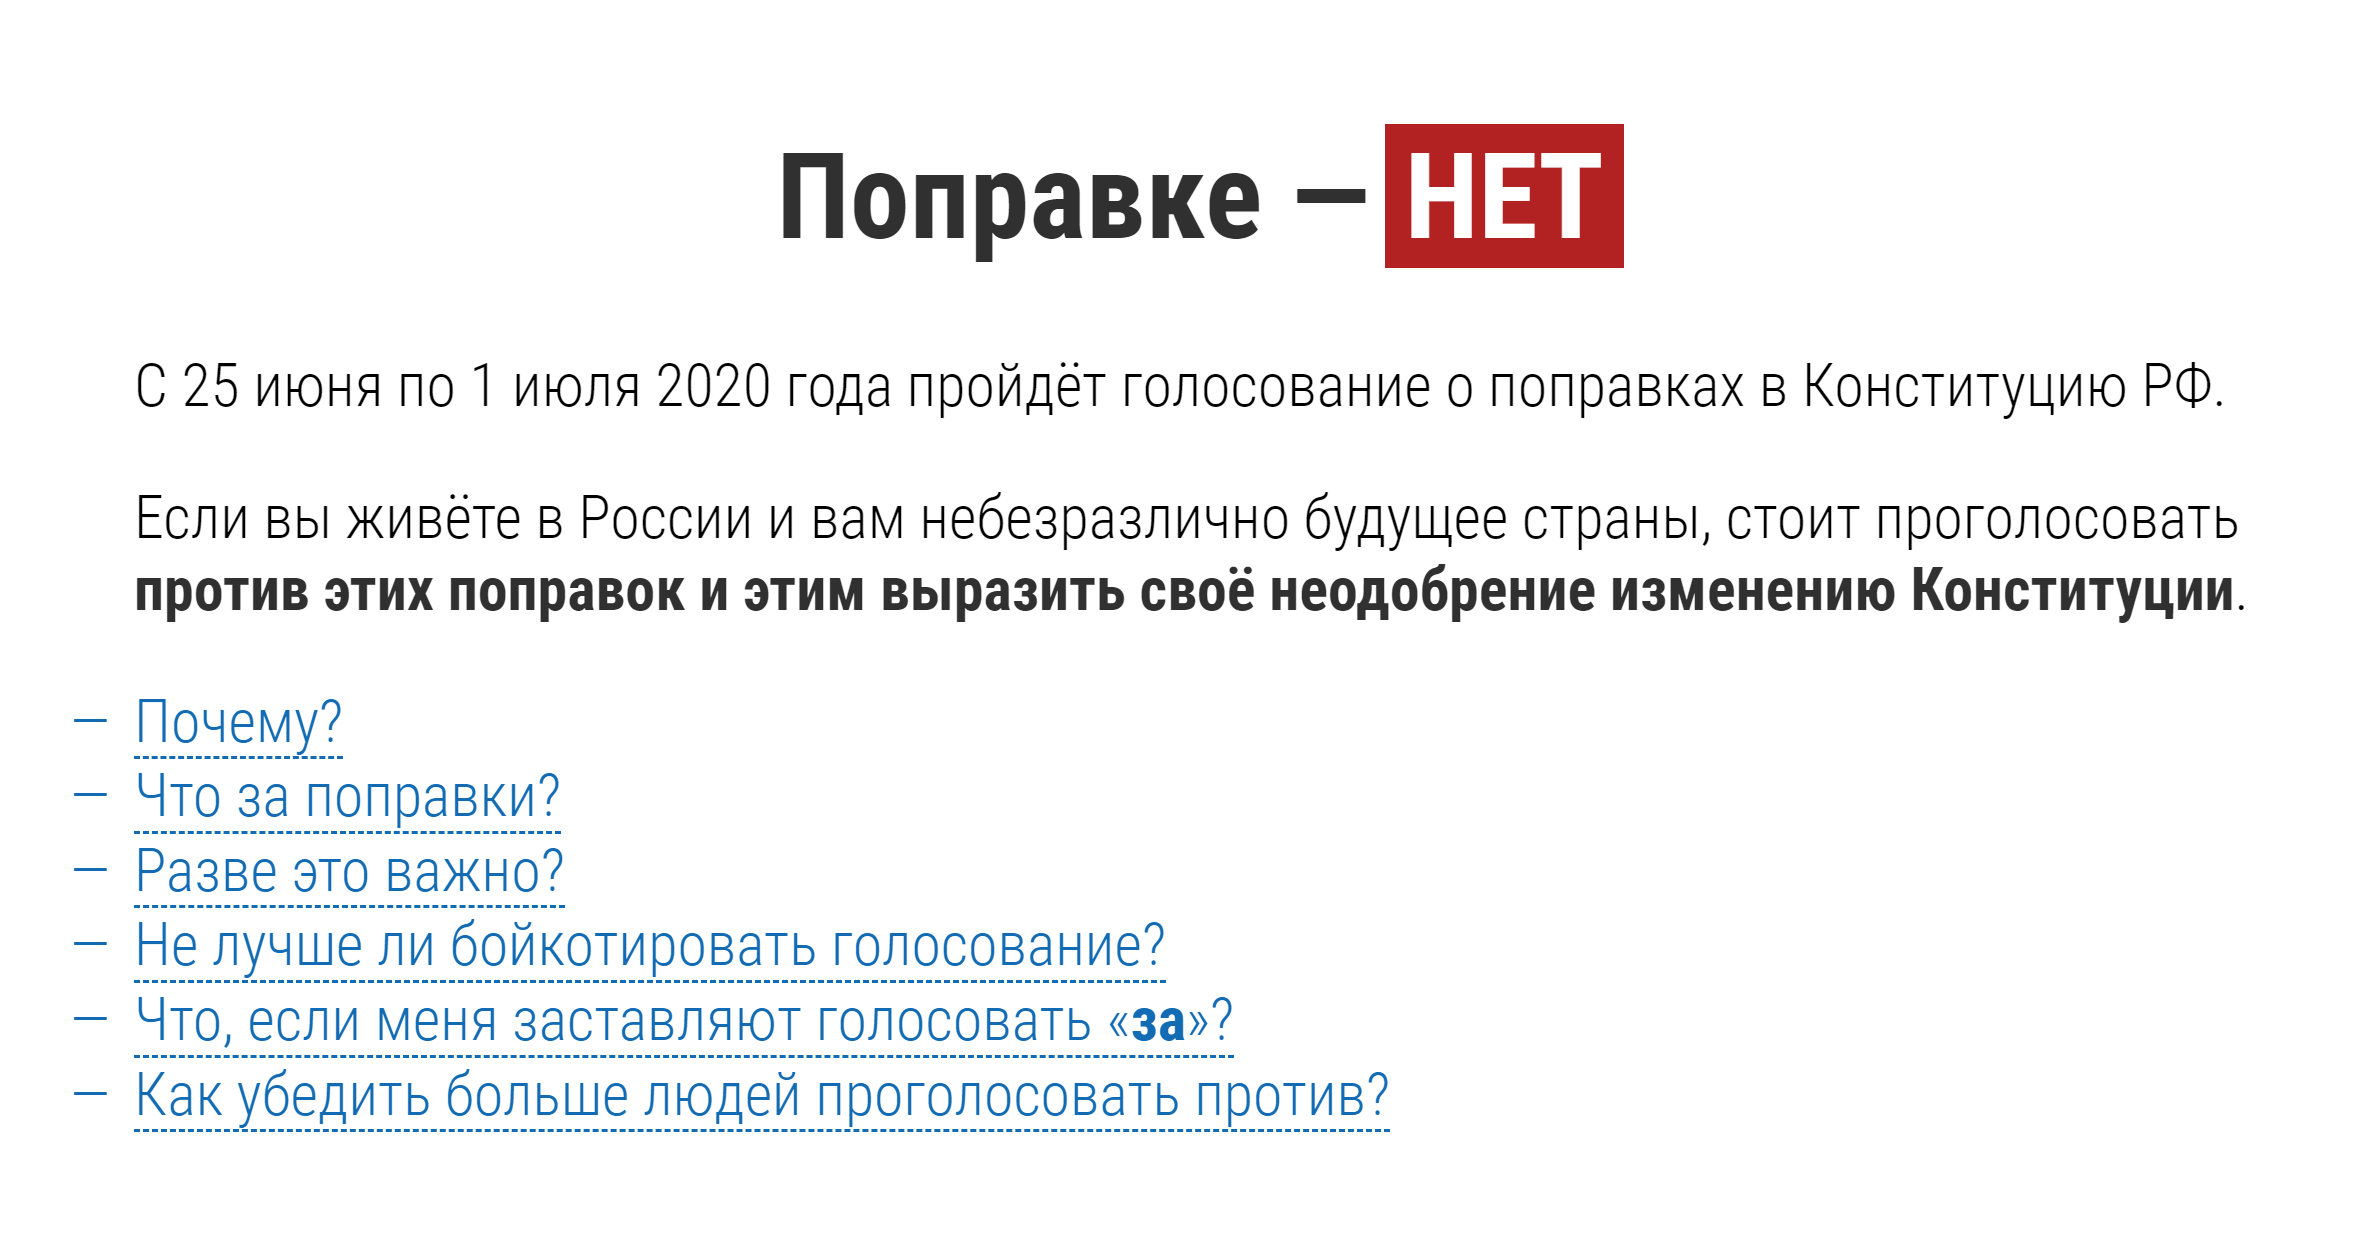 Поправке — НЕТ
С 25 июня по 1 июля 2020 года пройдёт голосование о поправках в Конституцию РФ.
Если вы живёте в России и вам небезразлично будущее страны, стоит проголосовать
против этих поправок и этим выразить своё неодобрение изменению Конституции.
— Почему?
— Что за поправки?
— Разве это важно?
— Не лучше ли бойкотировать голосование?
— Что, если меня заставляют голосовать «за»?
— Как убедить больше людей проголосовать против?